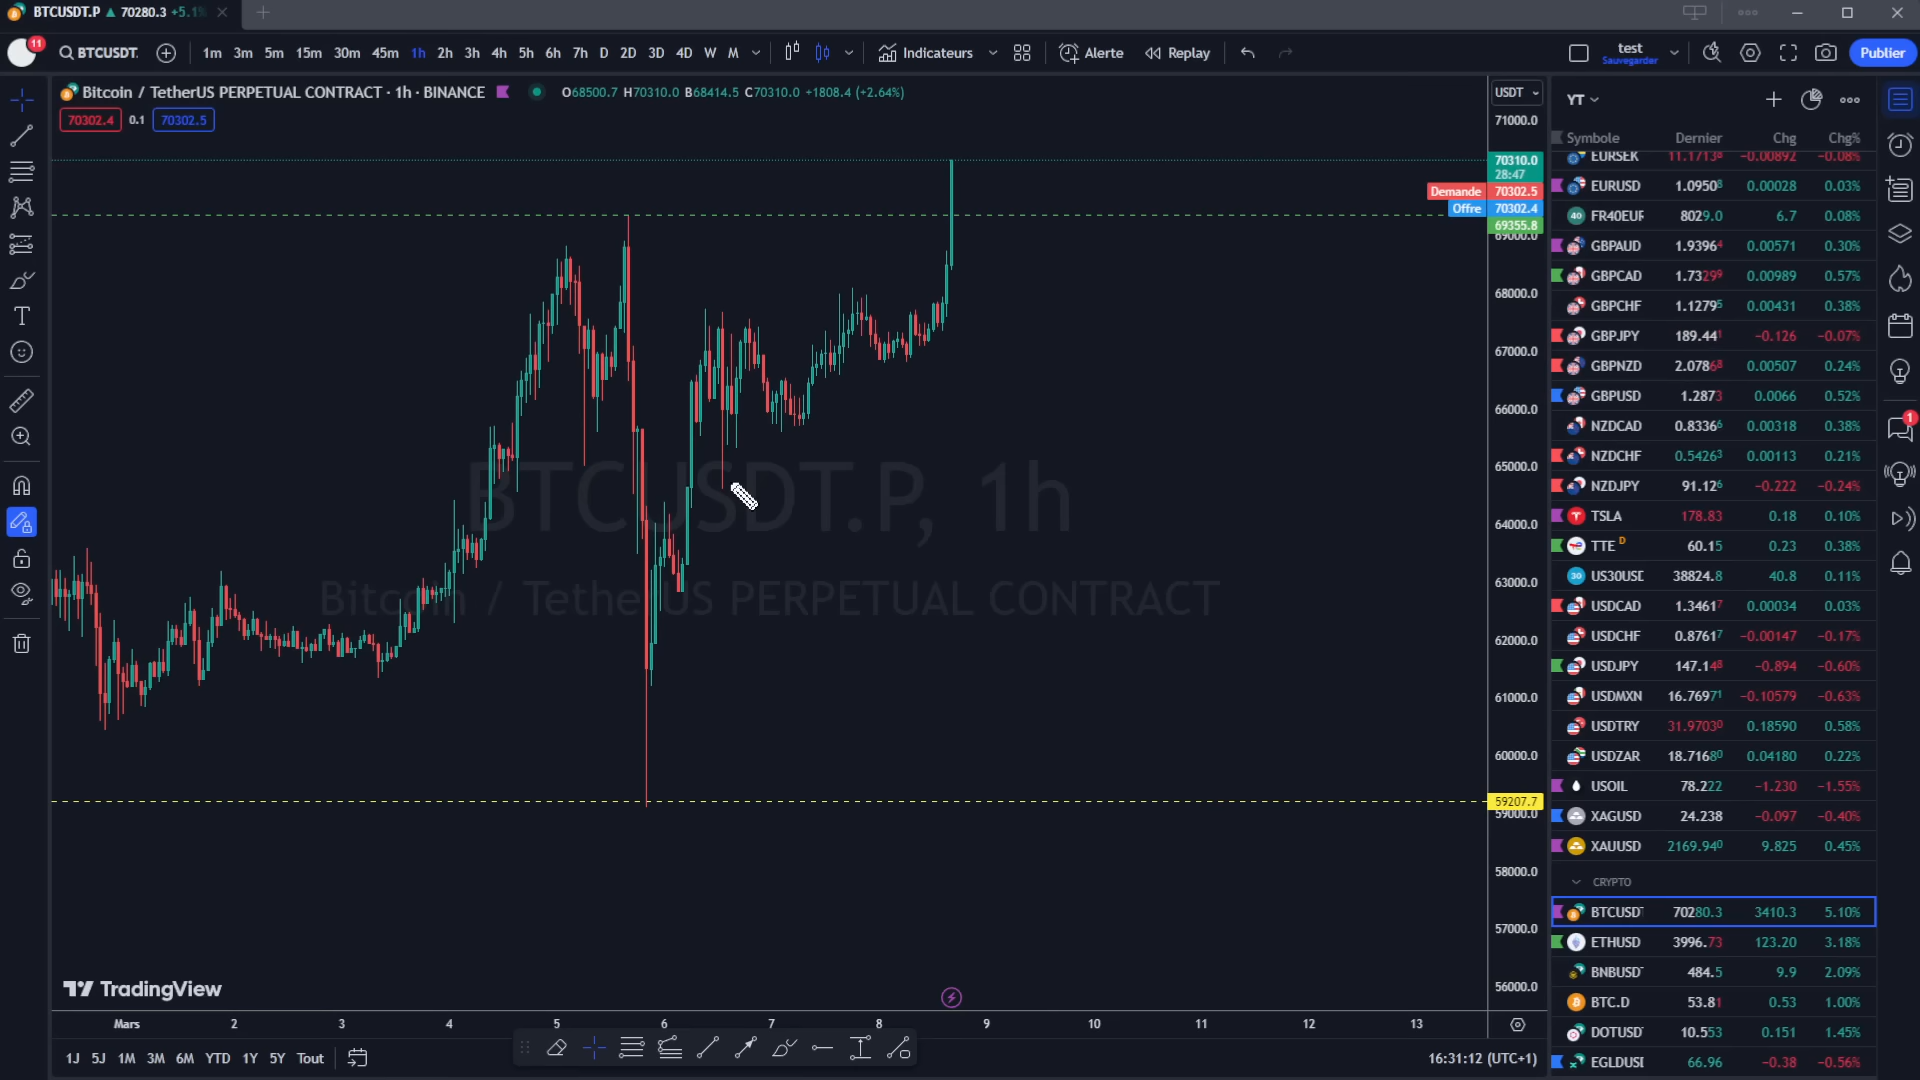 BTCUSDT.P ▲ 70280.3 +5.1%
11
BTCUSDT. 1m 3m 5m 15m 30m 45m 1h 2h 3h 4h 5h 6h 7h D 2D 3D 4D W M Indicateurs Alerte Replay test Sauvegarder Publier
Bitcoin / TetherUS PERPETUAL CONTRACT · 1h · BINANCE O68500.7 H70310.0 B68414.5 C70310.0 +1808.4 (+2.64%)
70302.4 0.1 70302.5
USDT
71000.0
70310.0
28:47
Demande 70302.5
Offre 70302.4
69355.8
69000.0
68000.0
67000.0
66000.0
65000.0
64000.0
63000.0
62000.0
61000.0
60000.0
59207.7
59000.0
58000.0
57000.0
56000.0
BTCUSDT.P, 1h
Bitcoin / TetherUS PERPETUAL CONTRACT
TradingView
Mars 2 3 4 5 6 7 8 9 10 11 12 13
1J 5J 1M 3M 6M YTD 1Y 5Y Tout
16:31:12 (UTC+1)
YT
Symbole Dernier Chg Chg%
EURSEK 11.1713 −0.00892 −0.08%
EURUSD 1.09508 0.00028 0.03%
FR40EUR 8029.0 6.7 0.08%
GBPAUD 1.93964 0.00571 0.30%
GBPCAD 1.73299 0.00989 0.57%
GBPCHF 1.12795 0.00431 0.38%
GBPJPY 189.441 −0.126 −0.07%
GBPNZD 2.07868 0.00507 0.24%
GBPUSD 1.2873 0.0066 0.52%
NZDCAD 0.83366 0.00318 0.38%
NZDCHF 0.54263 0.00113 0.21%
NZDJPY 91.126 −0.222 −0.24%
TSLA 178.83 0.18 0.10%
TTE D 60.15 0.23 0.38%
US30USD 38824.8 40.8 0.11%
USDCAD 1.34617 0.00034 0.03%
USDCHF 0.87617 −0.00147 −0.17%
USDJPY 147.148 −0.894 −0.60%
USDMXN 16.76971 −0.10579 −0.63%
USDTRY 31.97030 0.18590 0.58%
USDZAR 18.71680 0.04180 0.22%
USOIL 78.222 −1.230 −1.55%
XAGUSD 24.238 −0.097 −0.40%
XAUUSD 2169.940 9.825 0.45%
CRYPTO
BTCUSDT 70280.3 3410.3 5.10%
ETHUSD 3996.73 123.20 3.18%
BNBUSD 484.5 9.9 2.09%
BTC.D 53.81 0.53 1.00%
DOTUSD 10.553 0.151 1.45%
EGLDUSD 66.96 −0.38 −0.56%
1